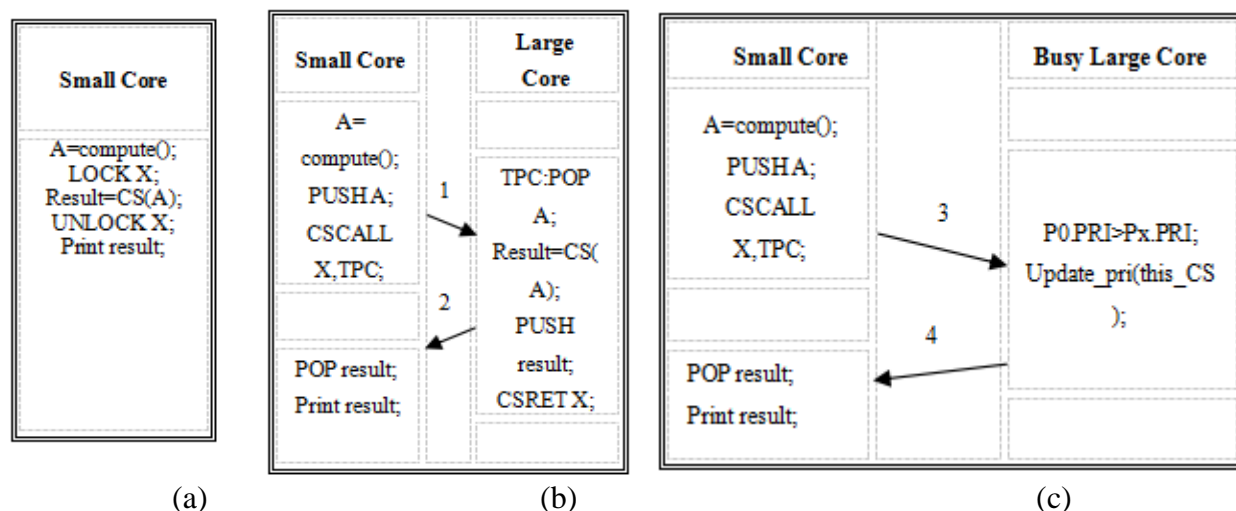 Small Core
A=compute();
LOCK X;
Result=CS(A);
UNLOCK X;
Print result;
(a)
Small Core
A=
compute();
PUSH A;
CSCALL
X,TPC;
POP result;
Print result;
1
2
Large
Core
TPC:POP
A;
Result=CS(
A);
PUSH
result;
CSRET X;
(b)
Small Core
A=compute();
PUSH A;
CSCALL
X,TPC;
POP result;
Print result;
3
4
Busy Large Core
P0.PRI>Px.PRI;
Update_pri(this_CS
);
(c)